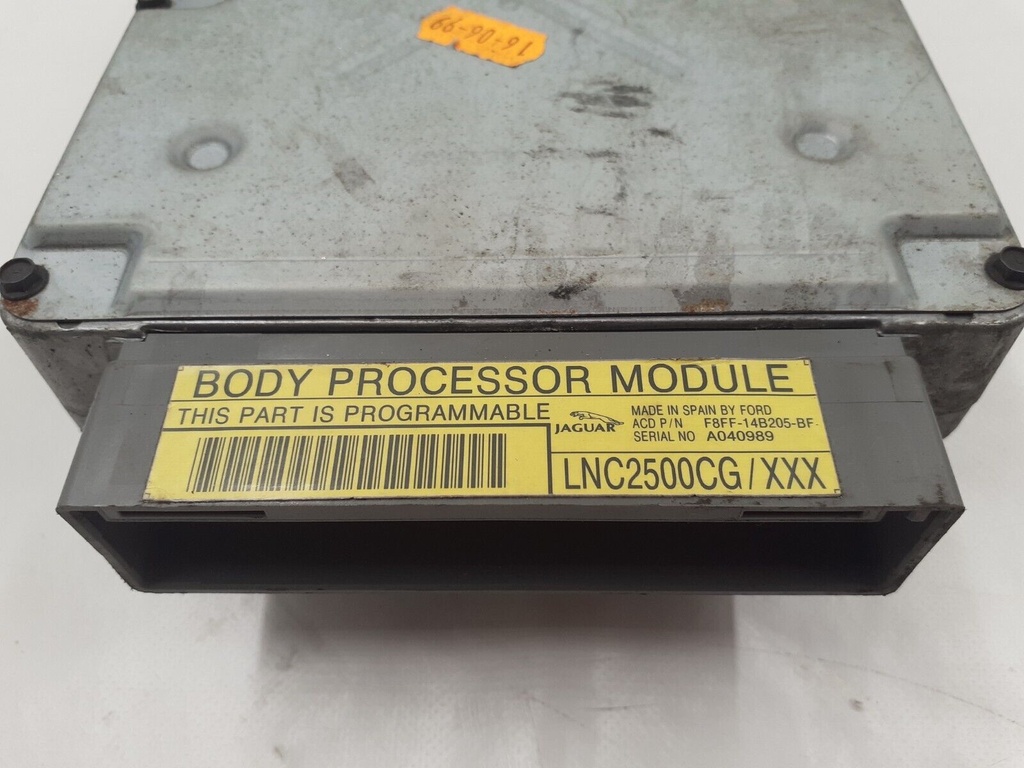 16-06-99
BODY PROCESSOR MODULE
THIS PART IS PROGRAMMABLE
JAGUAR
MADE IN SPAIN BY FORD
ACD P/N F8FF-14B205-BF
SERIAL NO A040989
LNC2500CG/XXX